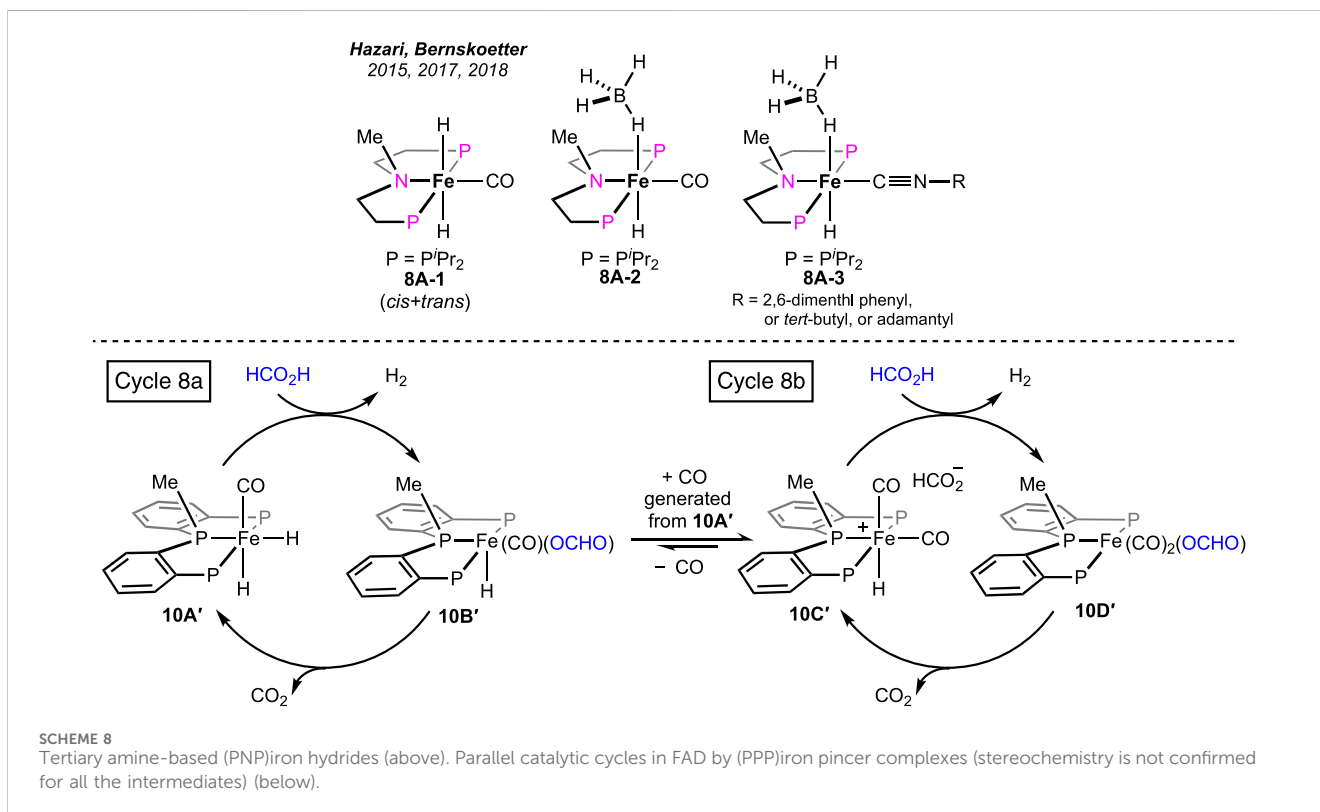 Hazari, Bernskoetter
2015, 2017, 2018
H
H
H
B
H
Me
N
Fe
CO
P
P
H
P = PⁱPr₂
8A-1
(cis+trans)
H
H
B
H
H
Me
N
Fe
CO
P
P
H
P = PⁱPr₂
8A-2
H
H
B
H
H
Me
N
Fe
C≡N
R
P
P
H
P = PⁱPr₂
8A-3
R = 2,6-dimenthl phenyl,
or tert-butyl, or adamantyl
Cycle 8a
HCO₂H
H₂
Me
CO
P
P
Fe
H
P
H
10A′
Me
P
P
Fe(CO)(OCHO)
P
H
10B′
CO₂
+ CO
generated
from 10A′
− CO
Cycle 8b
HCO₂H
H₂
Me
CO
HCO₂⁻
P
P
+
Fe
CO
P
H
10C′
Me
P
P
Fe(CO)₂(OCHO)
P
10D′
CO₂
SCHEME 8
Tertiary amine-based (PNP)iron hydrides (above). Parallel catalytic cycles in FAD by (PPP)iron pincer complexes (stereochemistry is not confirmed
for all the intermediates) (below).